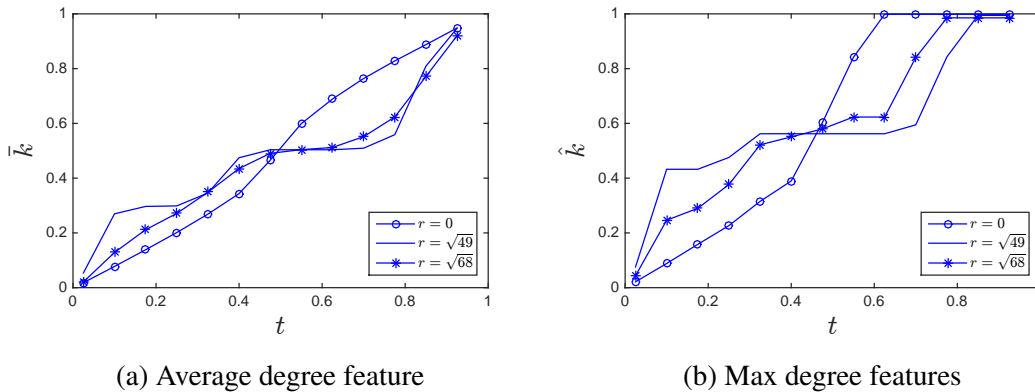 1
0.8
0.6
0.4
0.2
0
0 0.2 0.4 0.6 0.8 1
k̄
t
r = 0
r = √49
r = √68
(a) Average degree feature
1
0.8
0.6
0.4
0.2
0
0 0.2 0.4 0.6 0.8
k̂
t
r = 0
r = √49
r = √68
(b) Max degree features